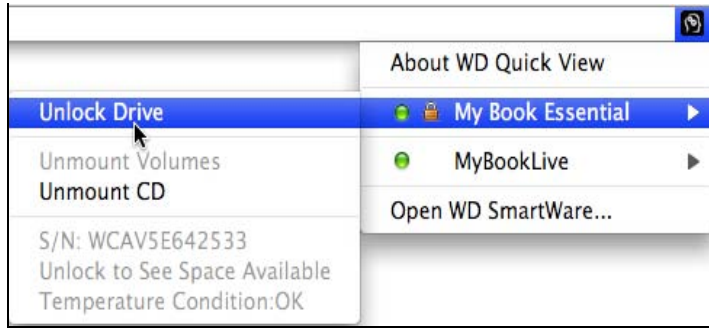 About WD Quick View
My Book Essential
MyBookLive
Open WD SmartWare...
Unlock Drive
Unmount Volumes
Unmount CD
S/N: WCAV5E642533
Unlock to See Space Available
Temperature Condition:OK